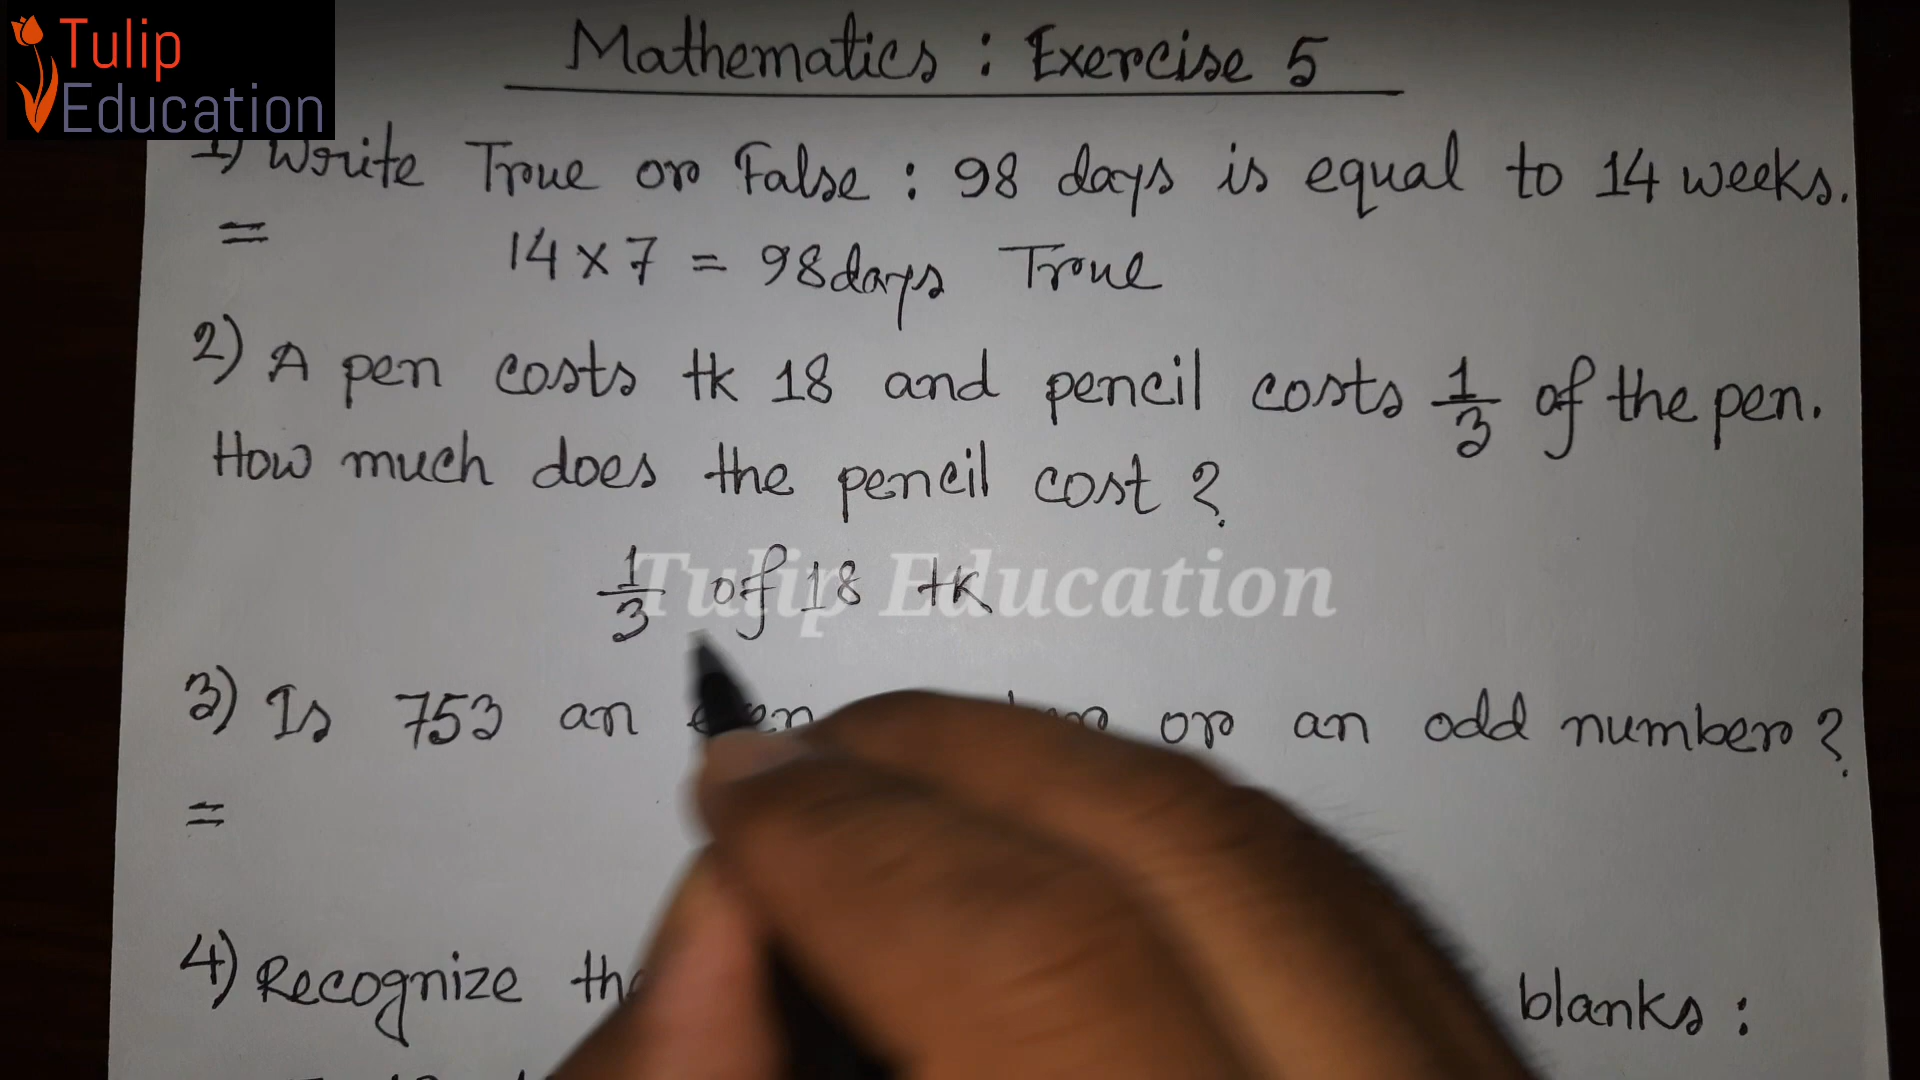 Tulip
Education
Mathematics : Exercise 5
1) Write True or False : 98 days is equal to 14 weeks.
=
14 × 7 = 98 days True
2) A pen costs tk 18 and pencil costs 1/3 of the pen.
How much does the pencil cost ?
1/3 of 18 tk
Tulip Education
3) Is 753 an even or an odd number ?
=
4) Recognize blanks :